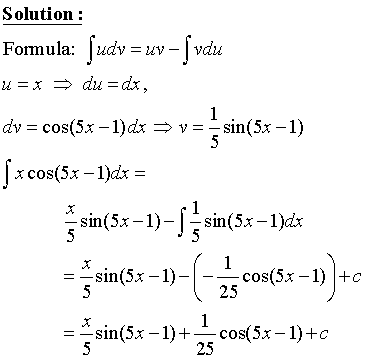 Solution :
Formula: ∫udv = uv − ∫vdu
u = x ⇒ du = dx,
dv = cos(5x − 1)dx ⇒ v = 1/5 sin(5x − 1)
∫x cos(5x − 1)dx =
x/5 sin(5x − 1) − ∫1/5 sin(5x − 1)dx
= x/5 sin(5x − 1) − (−1/25 cos(5x − 1)) + c
= x/5 sin(5x − 1) + 1/25 cos(5x − 1) + c